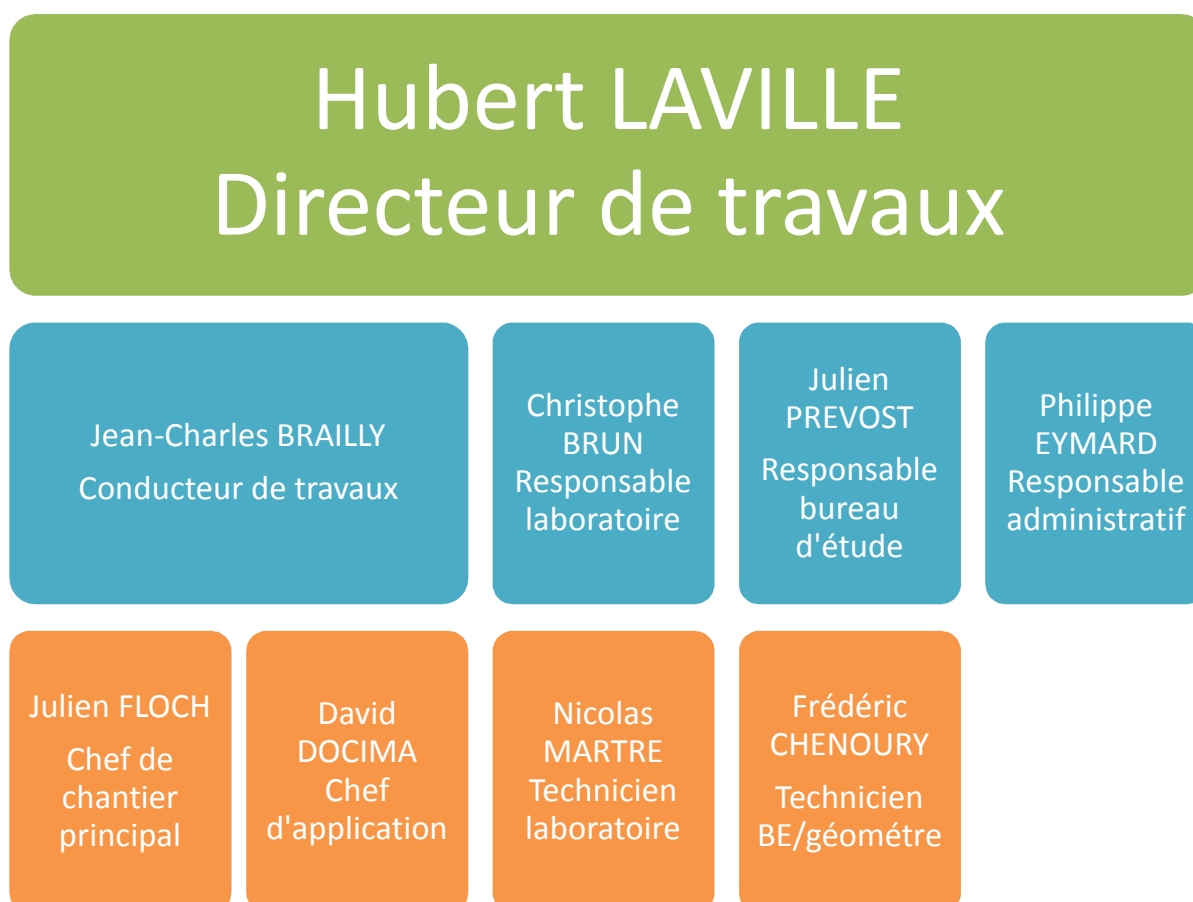 Hubert LAVILLE
Directeur de travaux
Jean-Charles BRAILLY
Conducteur de travaux
Christophe
BRUN
Responsable
laboratoire
Julien
PREVOST
Responsable
bureau
d'étude
Philippe
EYMARD
Responsable
administratif
Julien FLOCH
Chef de
chantier
principal
David
DOCIMA
Chef
d'application
Nicolas
MARTRE
Technicien
laboratoire
Frédéric
CHENOURY
Technicien
BE/géométre